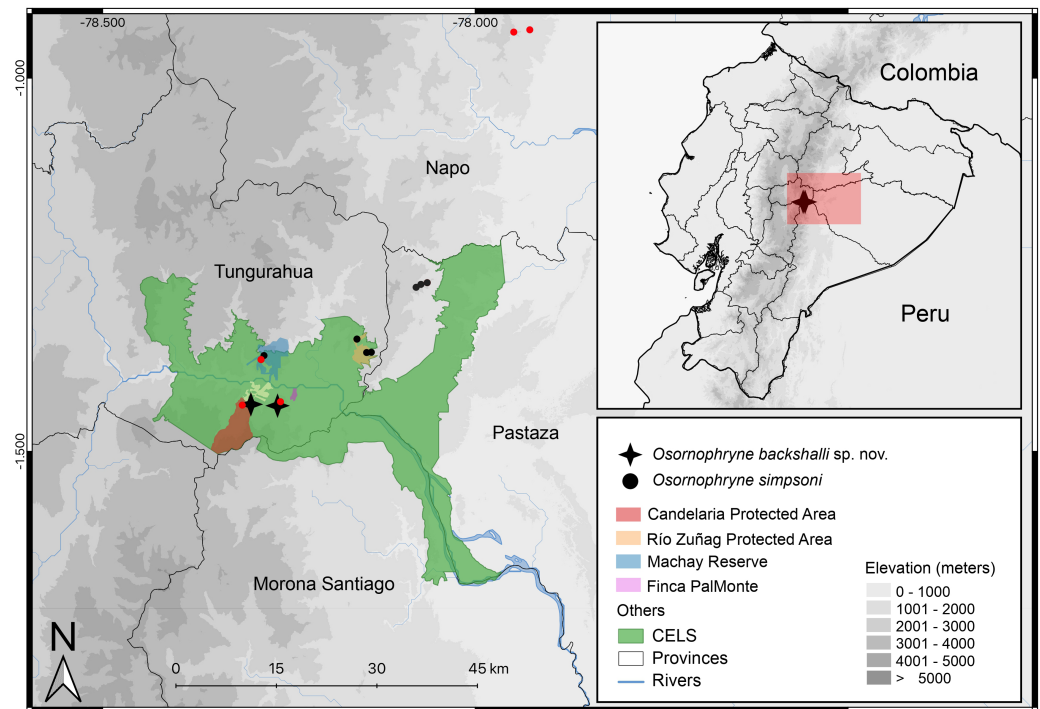 -78.500
-78.000
-1.000
-1.500
Napo
Tungurahua
Pastaza
Morona Santiago
N
0 15 30 45 km
Colombia
Peru
Osornophryne backshalli sp. nov.
Osornophryne simpsoni
Candelaria Protected Area
Río Zuñag Protected Area
Machay Reserve
Finca PalMonte
Others
CELS
Provinces
Rivers
Elevation (meters)
0 - 1000
1001 - 2000
2001 - 3000
3001 - 4000
4001 - 5000
> 5000